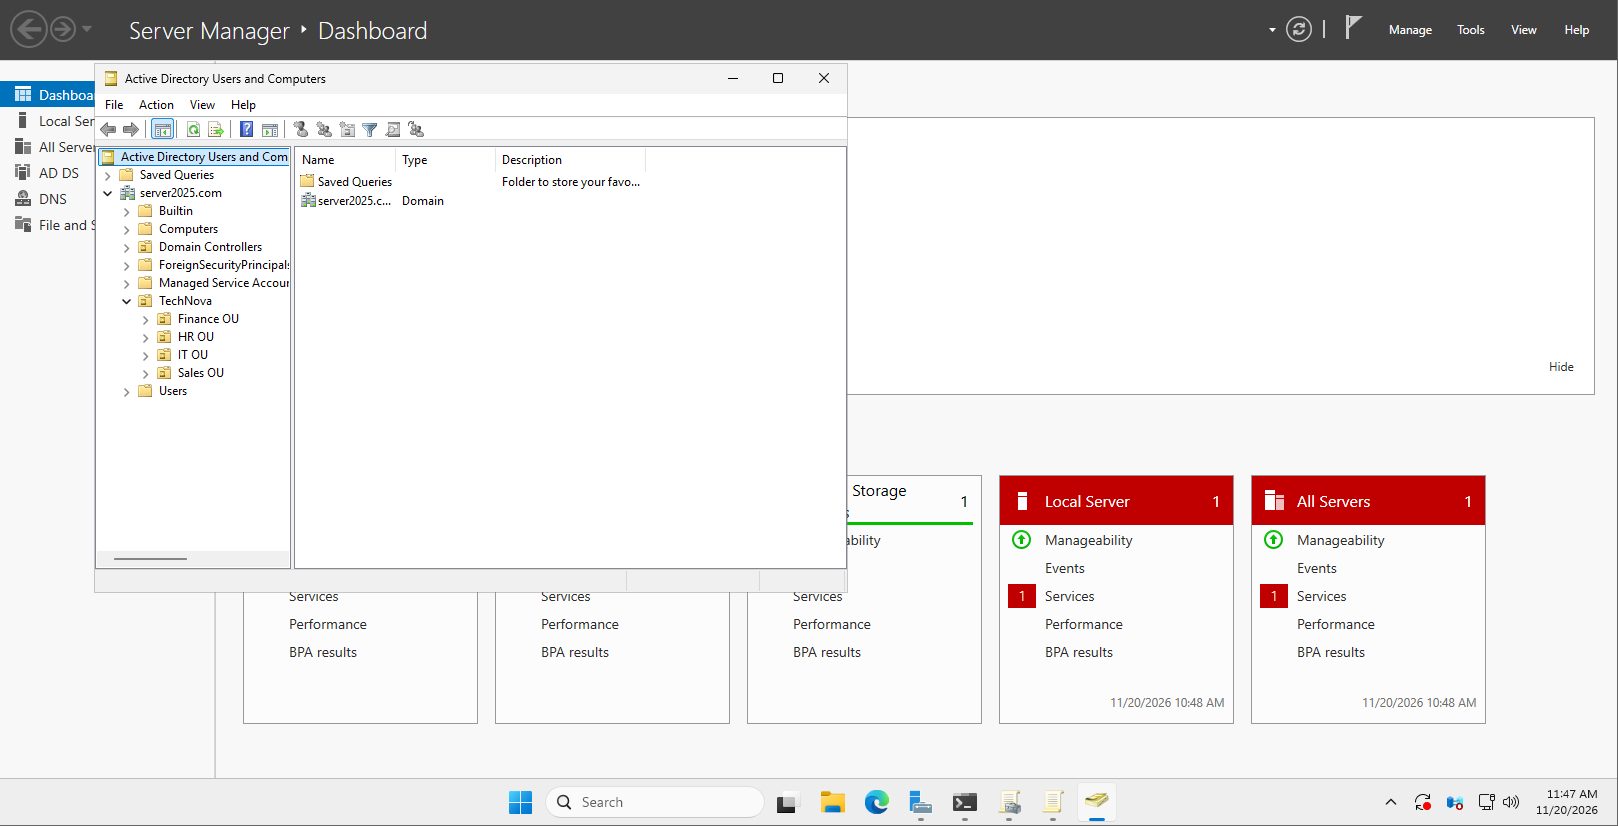 Server Manager ‣ Dashboard
Manage Tools View Help
Dashboa
Local Ser
All Server
AD DS
DNS
File and S
Active Directory Users and Computers
File Action View Help
Active Directory Users and Com
Saved Queries
server2025.com
Builtin
Computers
Domain Controllers
ForeignSecurityPrincipals
Managed Service Accoun
TechNova
Finance OU
HR OU
IT OU
Sales OU
Users
Name Type Description
Saved Queries Folder to store your favo...
server2025.c... Domain
Hide
Services
Performance
BPA results
Services
Performance
BPA results
Storage 1
s
ability
Services
Performance
BPA results
Local Server 1
Manageability
Events
1 Services
Performance
BPA results
11/20/2026 10:48 AM
All Servers 1
Manageability
Events
1 Services
Performance
BPA results
11/20/2026 10:48 AM
Search
11:47 AM
11/20/2026